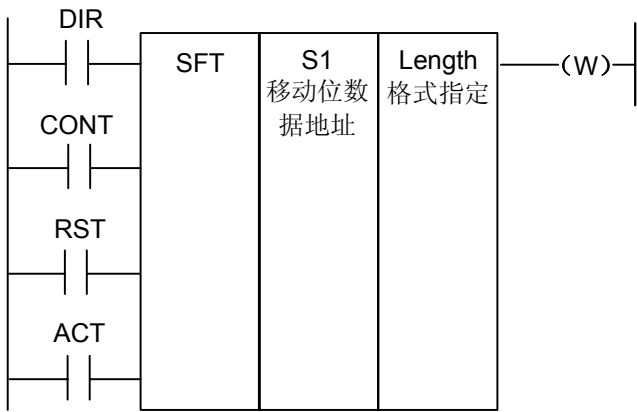 DIR
SFT
S1
移动位数
据地址
Length
格式指定
(W)
CONT
RST
ACT